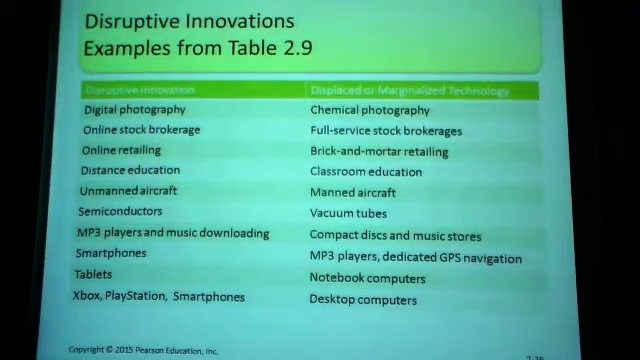 Disruptive Innovations
Examples from Table 2.9
Disruptive Innovation Displaced or Marginalized Technology
Digital photography Chemical photography
Online stock brokerage Full-service stock brokerages
Online retailing Brick-and-mortar retailing
Distance education Classroom education
Unmanned aircraft Manned aircraft
Semiconductors Vacuum tubes
MP3 players and music downloading Compact discs and music stores
Smartphones MP3 players, dedicated GPS navigation
Tablets Notebook computers
Xbox, PlayStation, Smartphones Desktop computers
Copyright © 2015 Pearson Education, Inc.